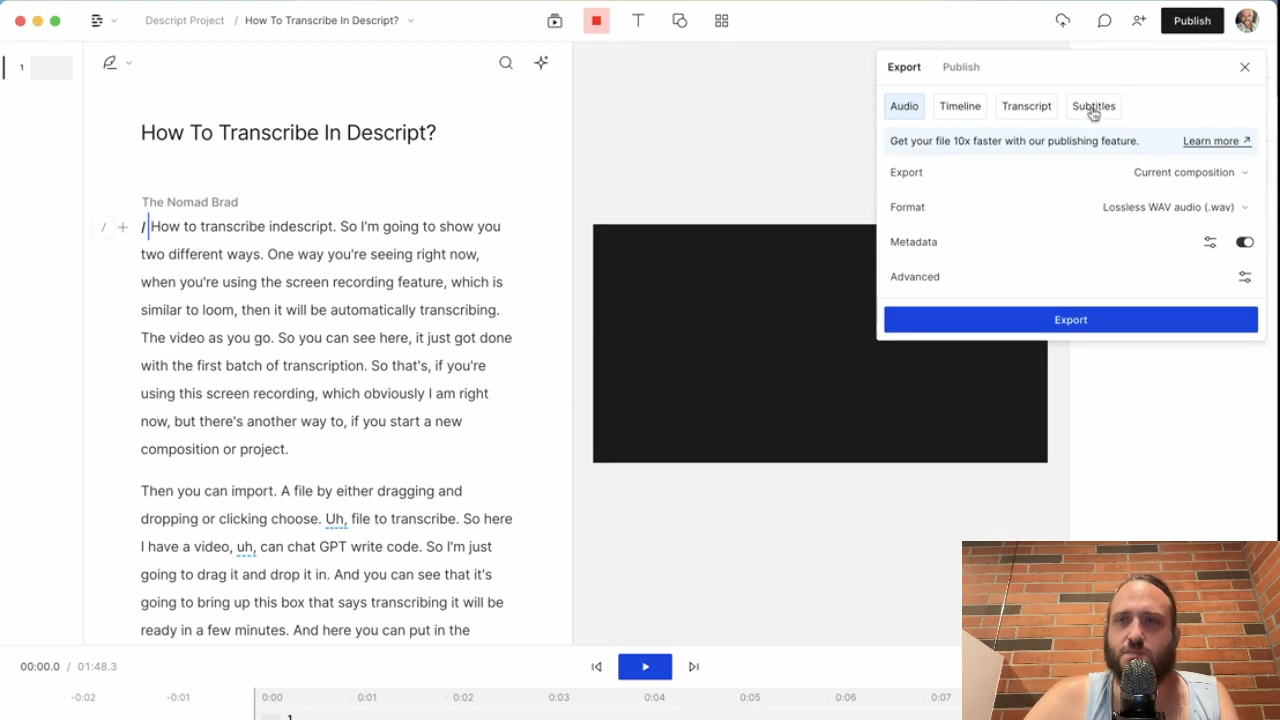 Descript Project / How To Transcribe In Descript?
T
Publish
1
Export Publish
Audio Timeline Transcript Subtitles
Get your file 10x faster with our publishing feature. Learn more
Export Current composition
Format Lossless WAV audio (.wav)
Metadata
Advanced
Export
How To Transcribe In Descript?
The Nomad Brad
/ + / How to transcribe indescript. So I'm going to show you
two different ways. One way you're seeing right now,
when you're using the screen recording feature, which is
similar to loom, then it will be automatically transcribing.
The video as you go. So you can see here, it just got done
with the first batch of transcription. So that's, if you're
using this screen recording, which obviously I am right
now, but there's another way to, if you start a new
composition or project.
Then you can import. A file by either dragging and
dropping or clicking choose. Uh, file to transcribe. So here
I have a video, uh, can chat GPT write code. So I'm just
going to drag it and drop it in. And you can see that it's
going to bring up this box that says transcribing it will be
ready in a few minutes. And here you can put in the
00:00.0 / 01:48.3
-0:02 -0:01 0:00 0:01 0:02 0:03 0:04 0:05 0:06 0:07
1